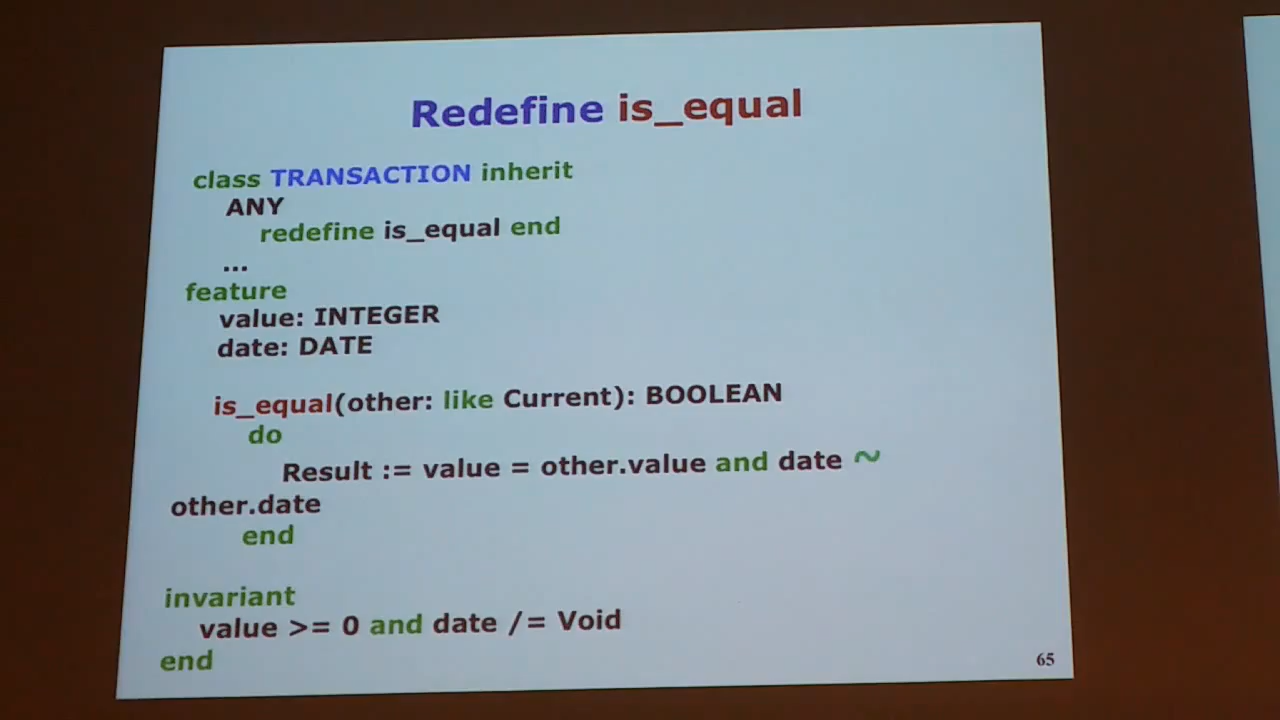 Redefine is_equal
class TRANSACTION inherit
ANY
redefine is_equal end
...
feature
value: INTEGER
date: DATE
is_equal(other: like Current): BOOLEAN
do
Result := value = other.value and date ~
other.date
end
invariant
value >= 0 and date /= Void
end
65